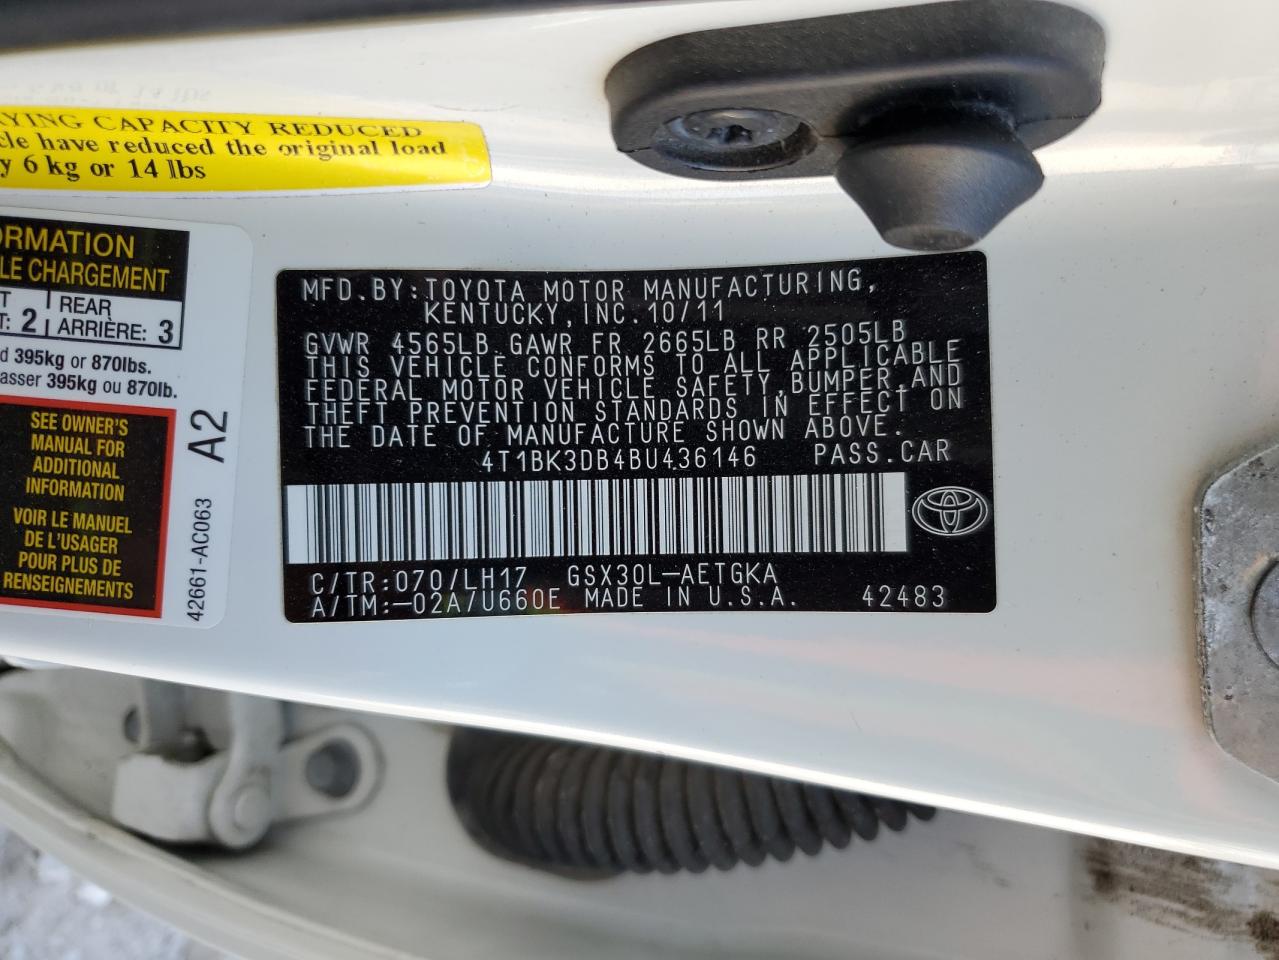 YING CAPACITY REDUCED
cle have reduced the original load
y 6 kg or 14 lbs
ORMATION
LE CHARGEMENT
T : 2
REAR
ARRIÈRE: 3
d 395kg or 870lbs.
asser 395kg ou 870lb.
SEE OWNER'S
MANUAL FOR
ADDITIONAL
INFORMATION
VOIR LE MANUEL
DE L'USAGER
POUR PLUS DE
RENSEIGNEMENTS
42661-AC063
A2
MFD.BY:TOYOTA MOTOR MANUFACTURING,
KENTUCKY,INC.10/11
GVWR 4565LB GAWR FR 2665LB RR 2505LB
THIS VEHICLE CONFORMS TO ALL APPLICABLE
FEDERAL MOTOR VEHICLE SAFETY,BUMPER,AND
THEFT PREVENTION STANDARDS IN EFFECT ON
THE DATE OF MANUFACTURE SHOWN ABOVE.
4T1BK3DB4BU436146 PASS.CAR
C/TR:070/LH17 GSX30L-AETGKA
A/TM:-02A/U660E MADE IN U.S.A. 42483